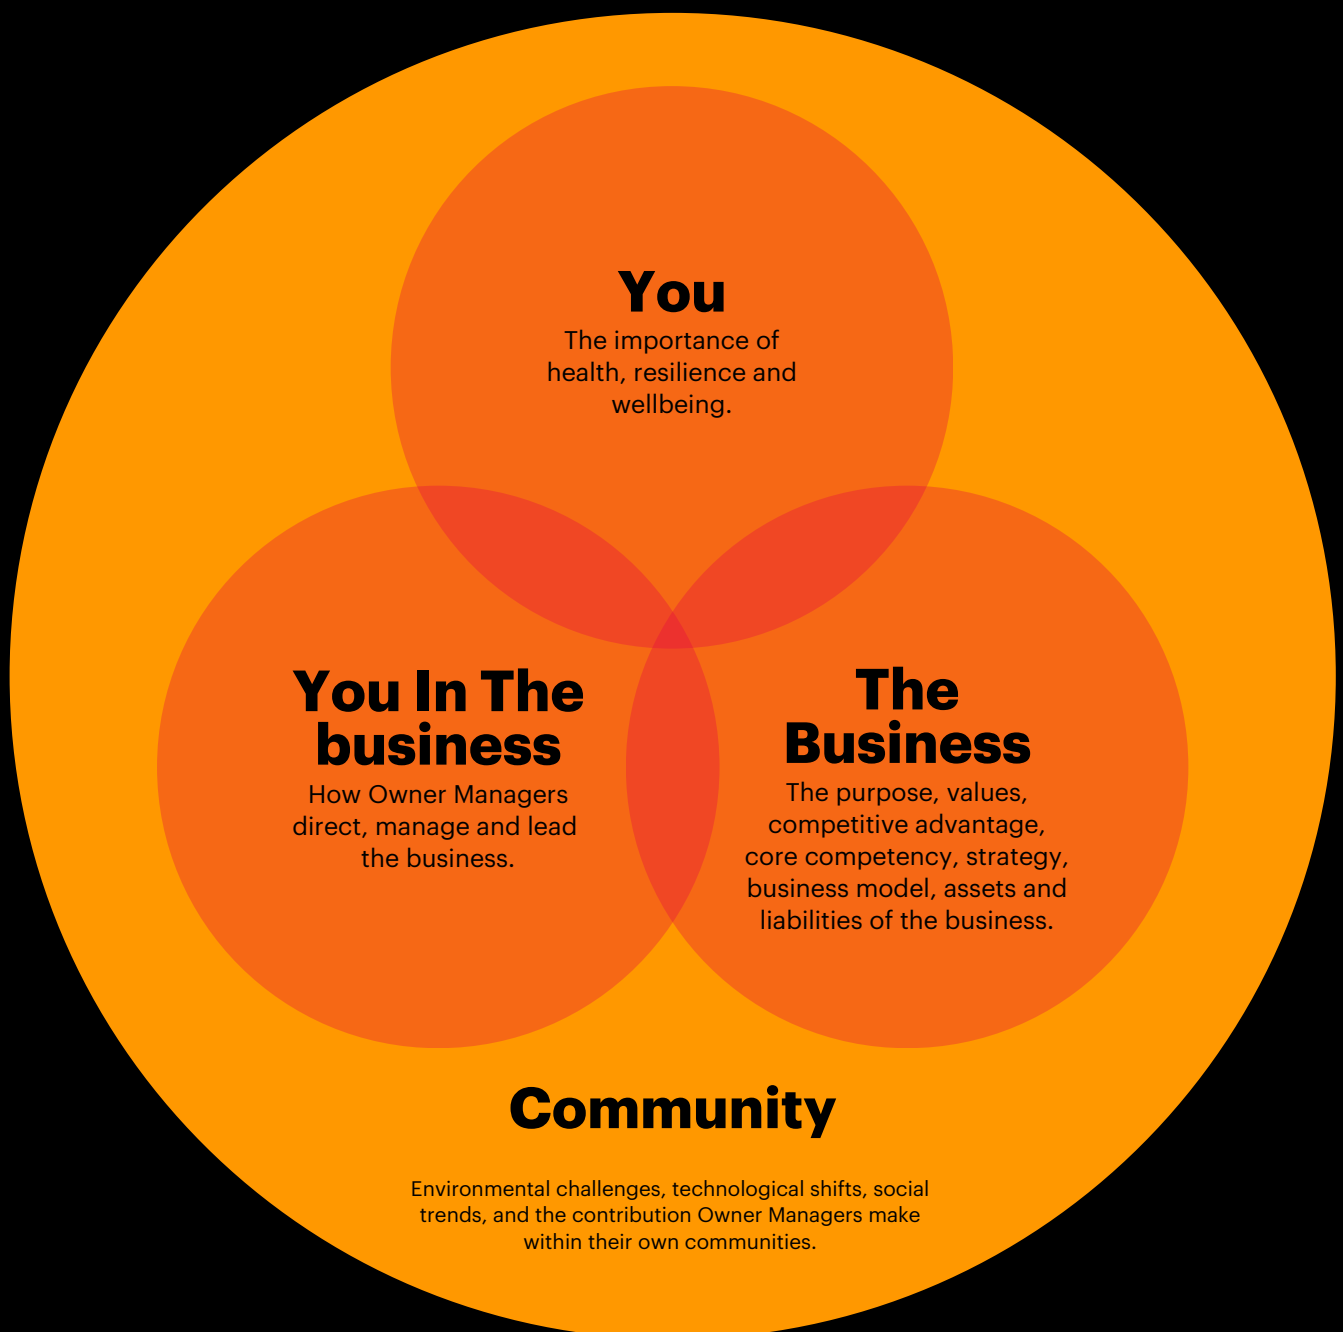 You
The importance of
health, resilience and
wellbeing.
You In The
business
How Owner Managers
direct, manage and lead
the business.
The
Business
The purpose, values,
competitive advantage,
core competency, strategy,
business model, assets and
liabilities of the business.
Community
Environmental challenges, technological shifts, social
trends, and the contribution Owner Managers make
within their own communities.